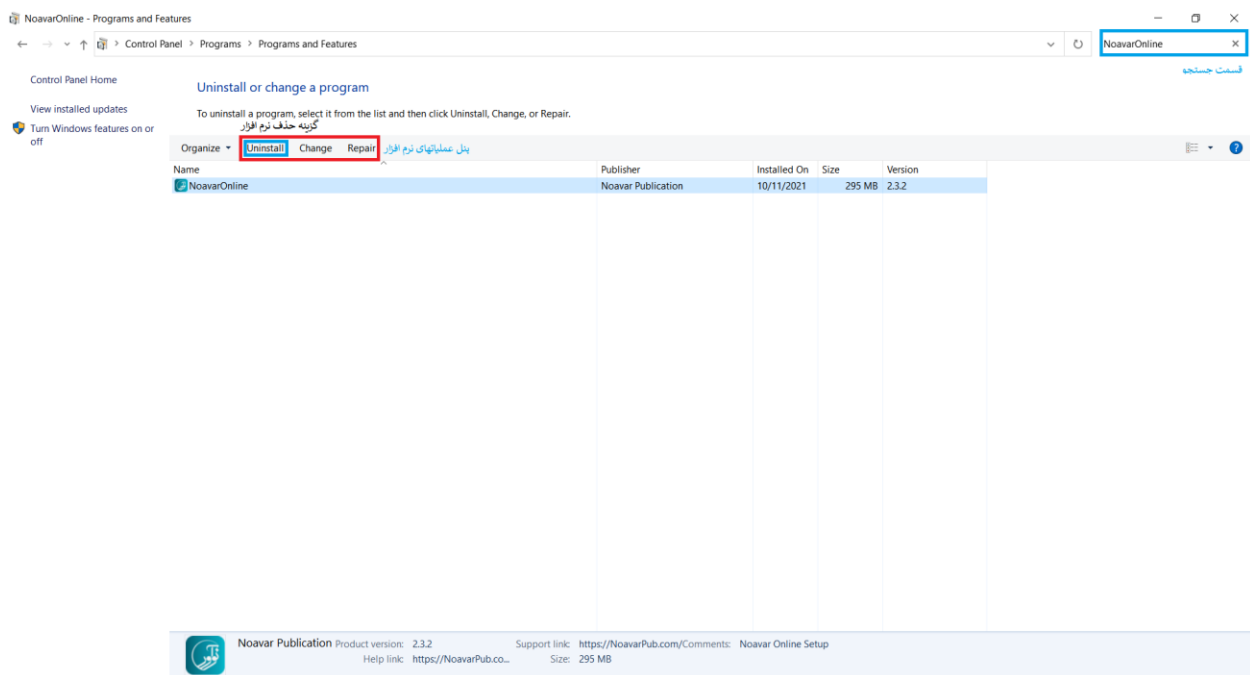 NoavarOnline - Programs and Features
Control Panel > Programs > Programs and Features
NoavarOnline
قسمت جستجو
Control Panel Home
View installed updates
Turn Windows features on or
off
Uninstall or change a program
To uninstall a program, select it from the list and then click Uninstall, Change, or Repair.
گزینه حذف نرم افزار
Organize Uninstall Change Repair پنل عملیاتهای نرم افزار
Name Publisher Installed On Size Version
NoavarOnline Noavar Publication 10/11/2021 295 MB 2.3.2
Noavar Publication Product version: 2.3.2 Support link: https://NoavarPub.com/ Comments: Noavar Online Setup
Help link: https://NoavarPub.co... Size: 295 MB